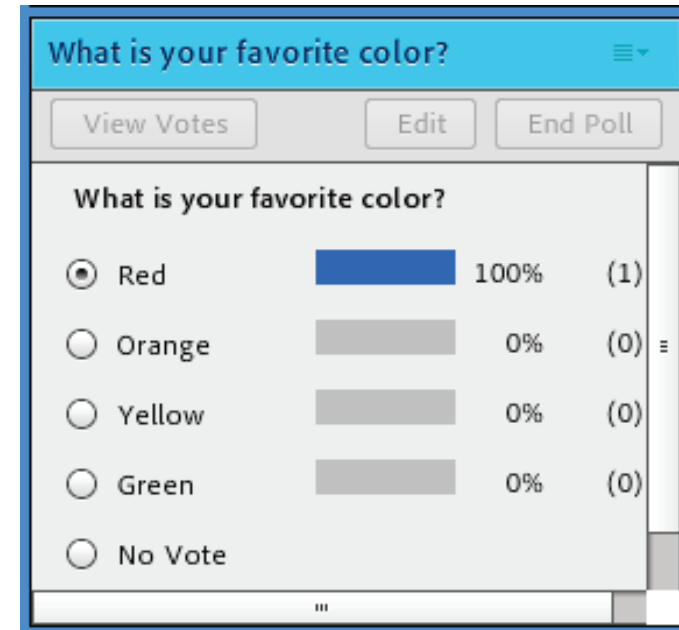 What is your favorite color?
View Votes Edit End Poll
What is your favorite color?
Red 100% (1)
Orange 0% (0)
Yellow 0% (0)
Green 0% (0)
No Vote